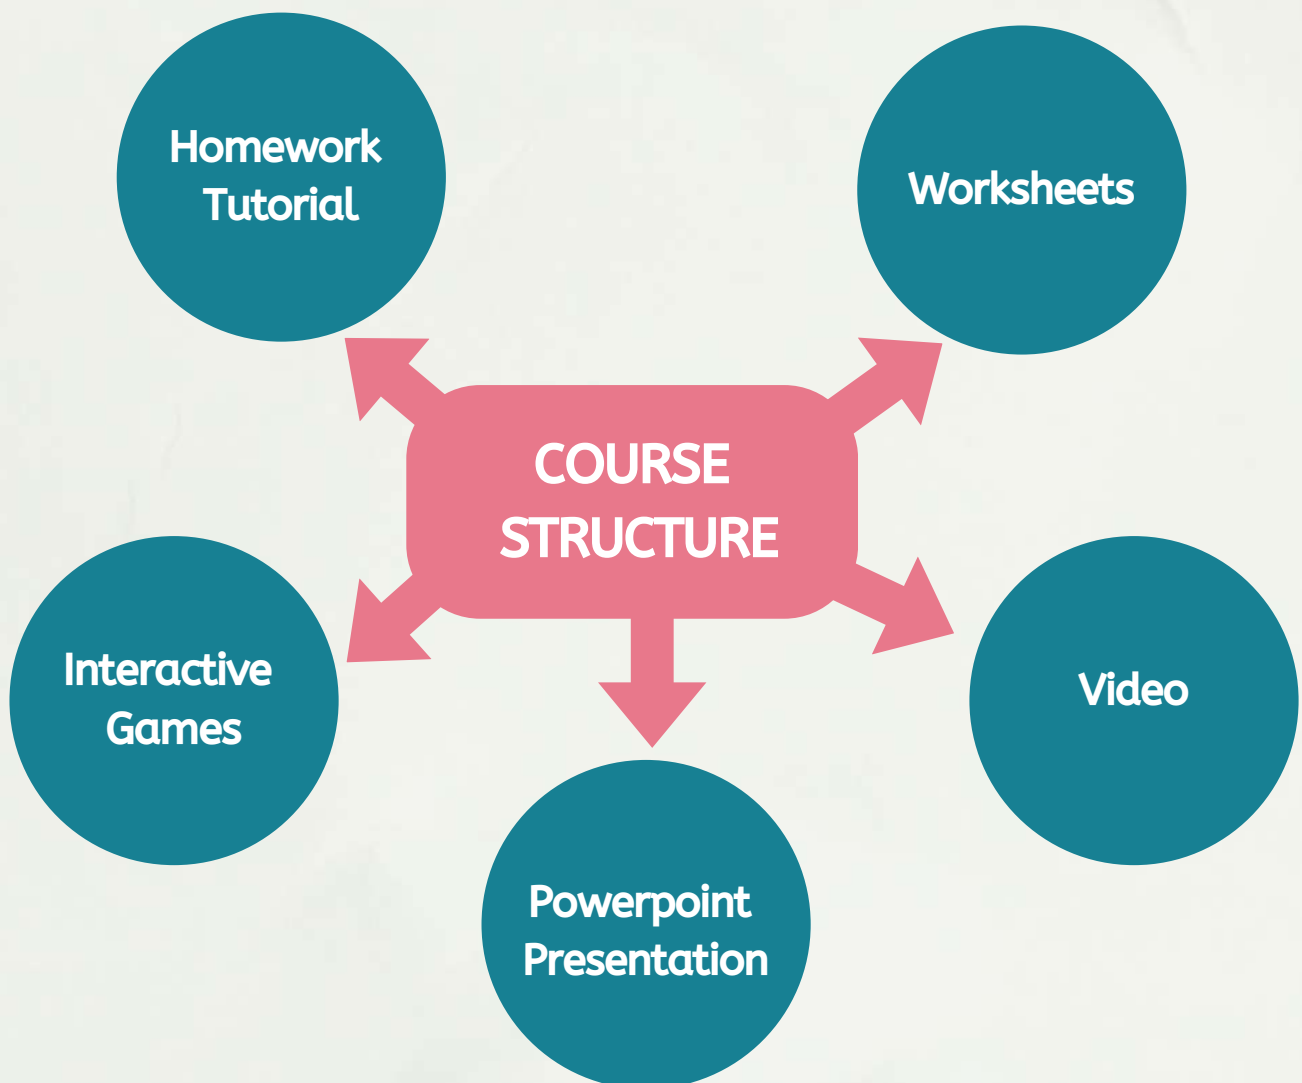 Homework
Tutorial
Worksheets
COURSE
STRUCTURE
Interactive
Games
Video
Powerpoint
Presentation